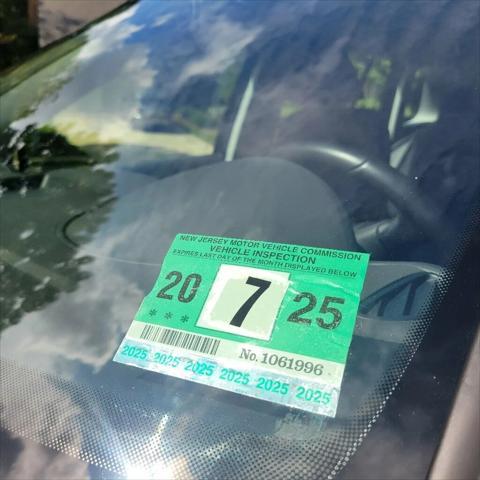 NEW JERSEY MOTOR VEHICLE COMMISSION
VEHICLE INSPECTION
EXPIRES LAST DAY OF THE MONTH DISPLAYED BELOW
20 7 25
* * *
No. 1061996
2025 2025 2025 2025 2025 2025